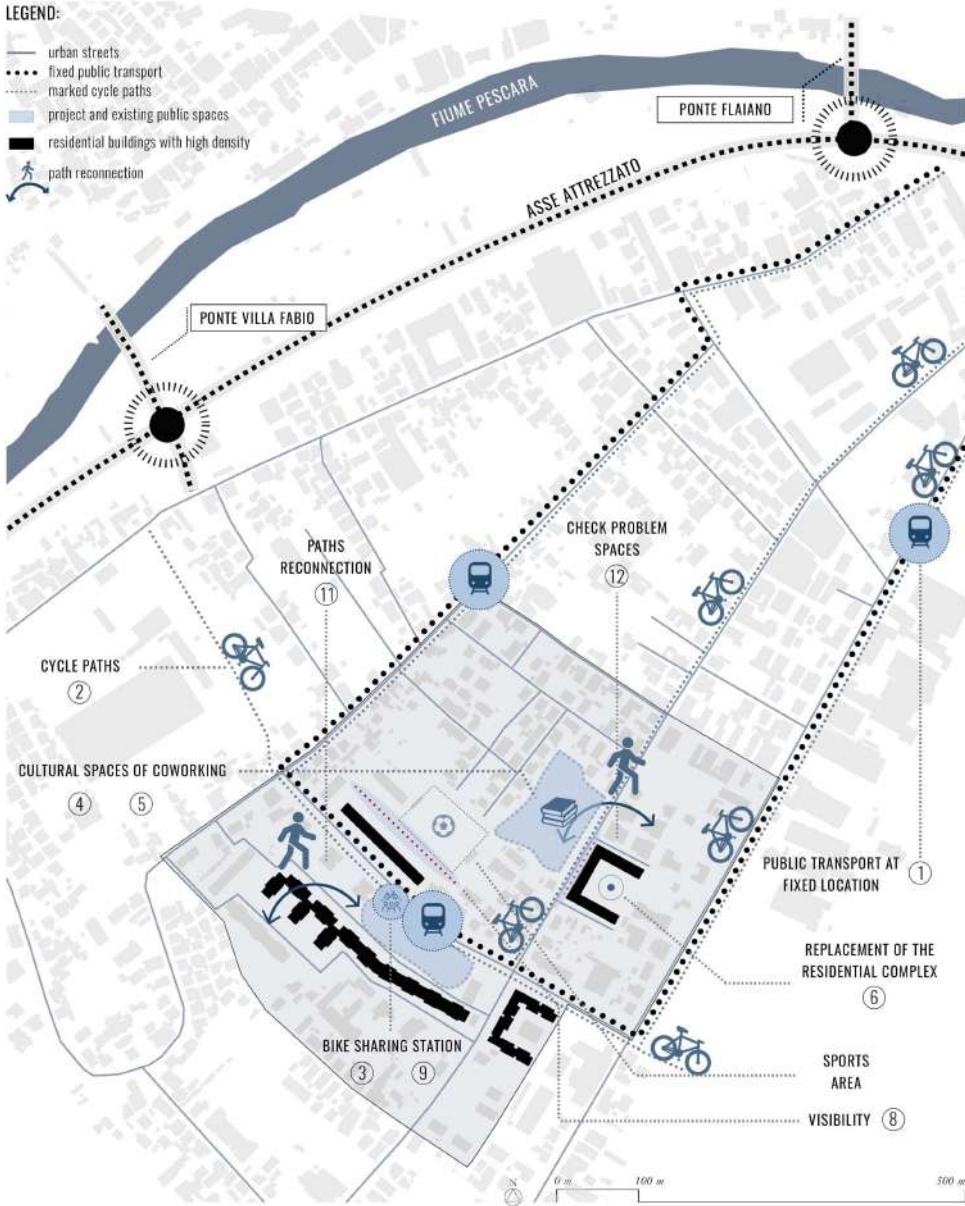 LEGEND:
urban streets
fixed public transport
marked cycle paths
project and existing public spaces
residential buildings with high density
path reconnection
FIUME PESCARA
PONTE FLAIANO
ASSE ATTREZZATO
PONTE VILLA FABIO
PATHS
RECONNECTION
11
CHECK PROBLEM
SPACES
12
CYCLE PATHS
2
CULTURAL SPACES OF COWORKING
4 5
PUBLIC TRANSPORT AT
FIXED LOCATION
1
REPLACEMENT OF THE
RESIDENTIAL COMPLEX
6
BIKE SHARING STATION
3 9
SPORTS
AREA
VISIBILITY 8
N
0 m 100 m 500 m